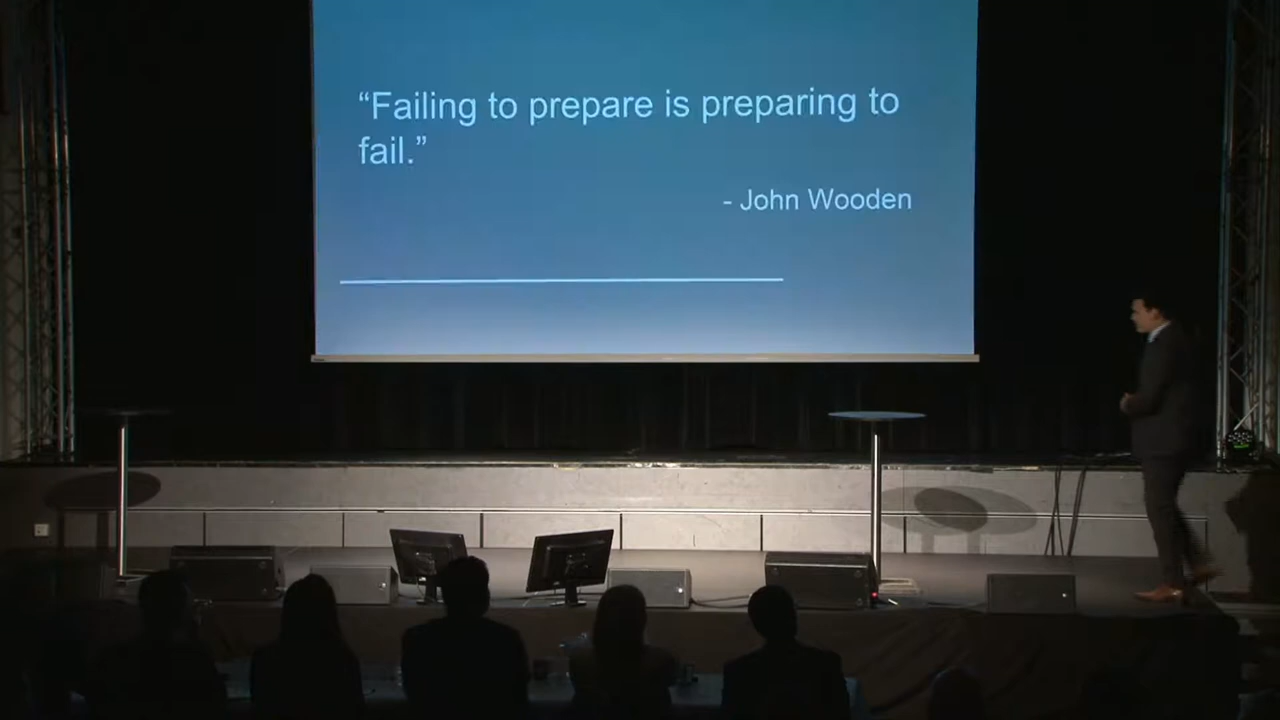 “Failing to prepare is preparing to
fail.”
- John Wooden